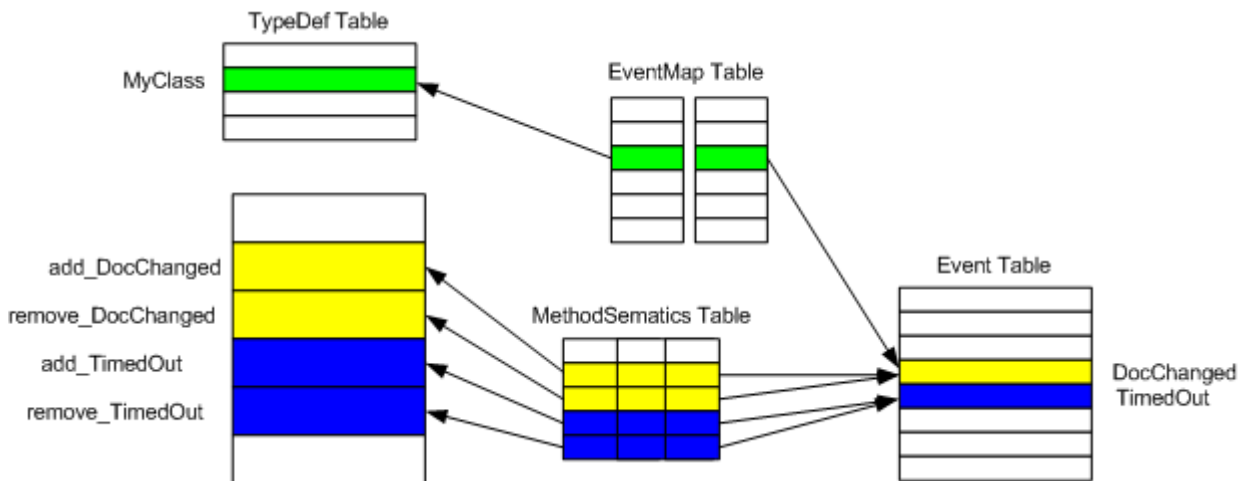 TypeDef Table
MyClass
EventMap Table
add_DocChanged
remove_DocChanged
add_TimedOut
remove_TimedOut
MethodSematics Table
Event Table
DocChanged
TimedOut